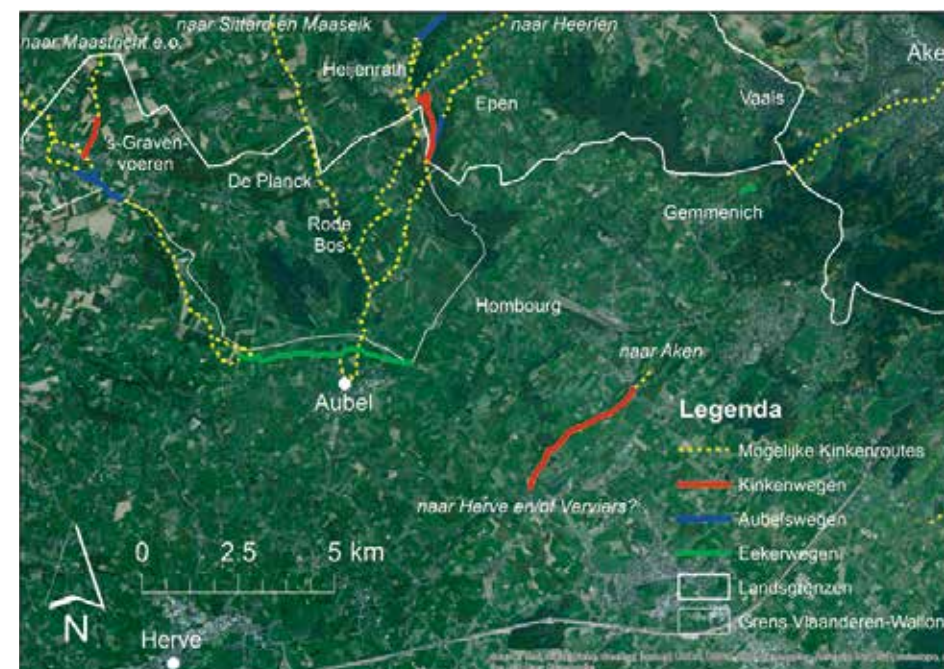 naar Maastricht e.o.
naar Sittard en Maaseik
naar Heerlen
Ake
Heijenrath
Epen
Vaals
's-Graven-
voeren
De Planck
Gemmenich
Rode
Bos
Hombourg
naar Aken
Aubel
Legenda
Mogelijke Kinkenroutes
Kinkenwegen
naar Herve en/of Verviers?
Aubelswegen
0 2.5 5 km
Eekerwegen
Landsgrenzen
N
Grens Vlaanderen-Wallon
Herve